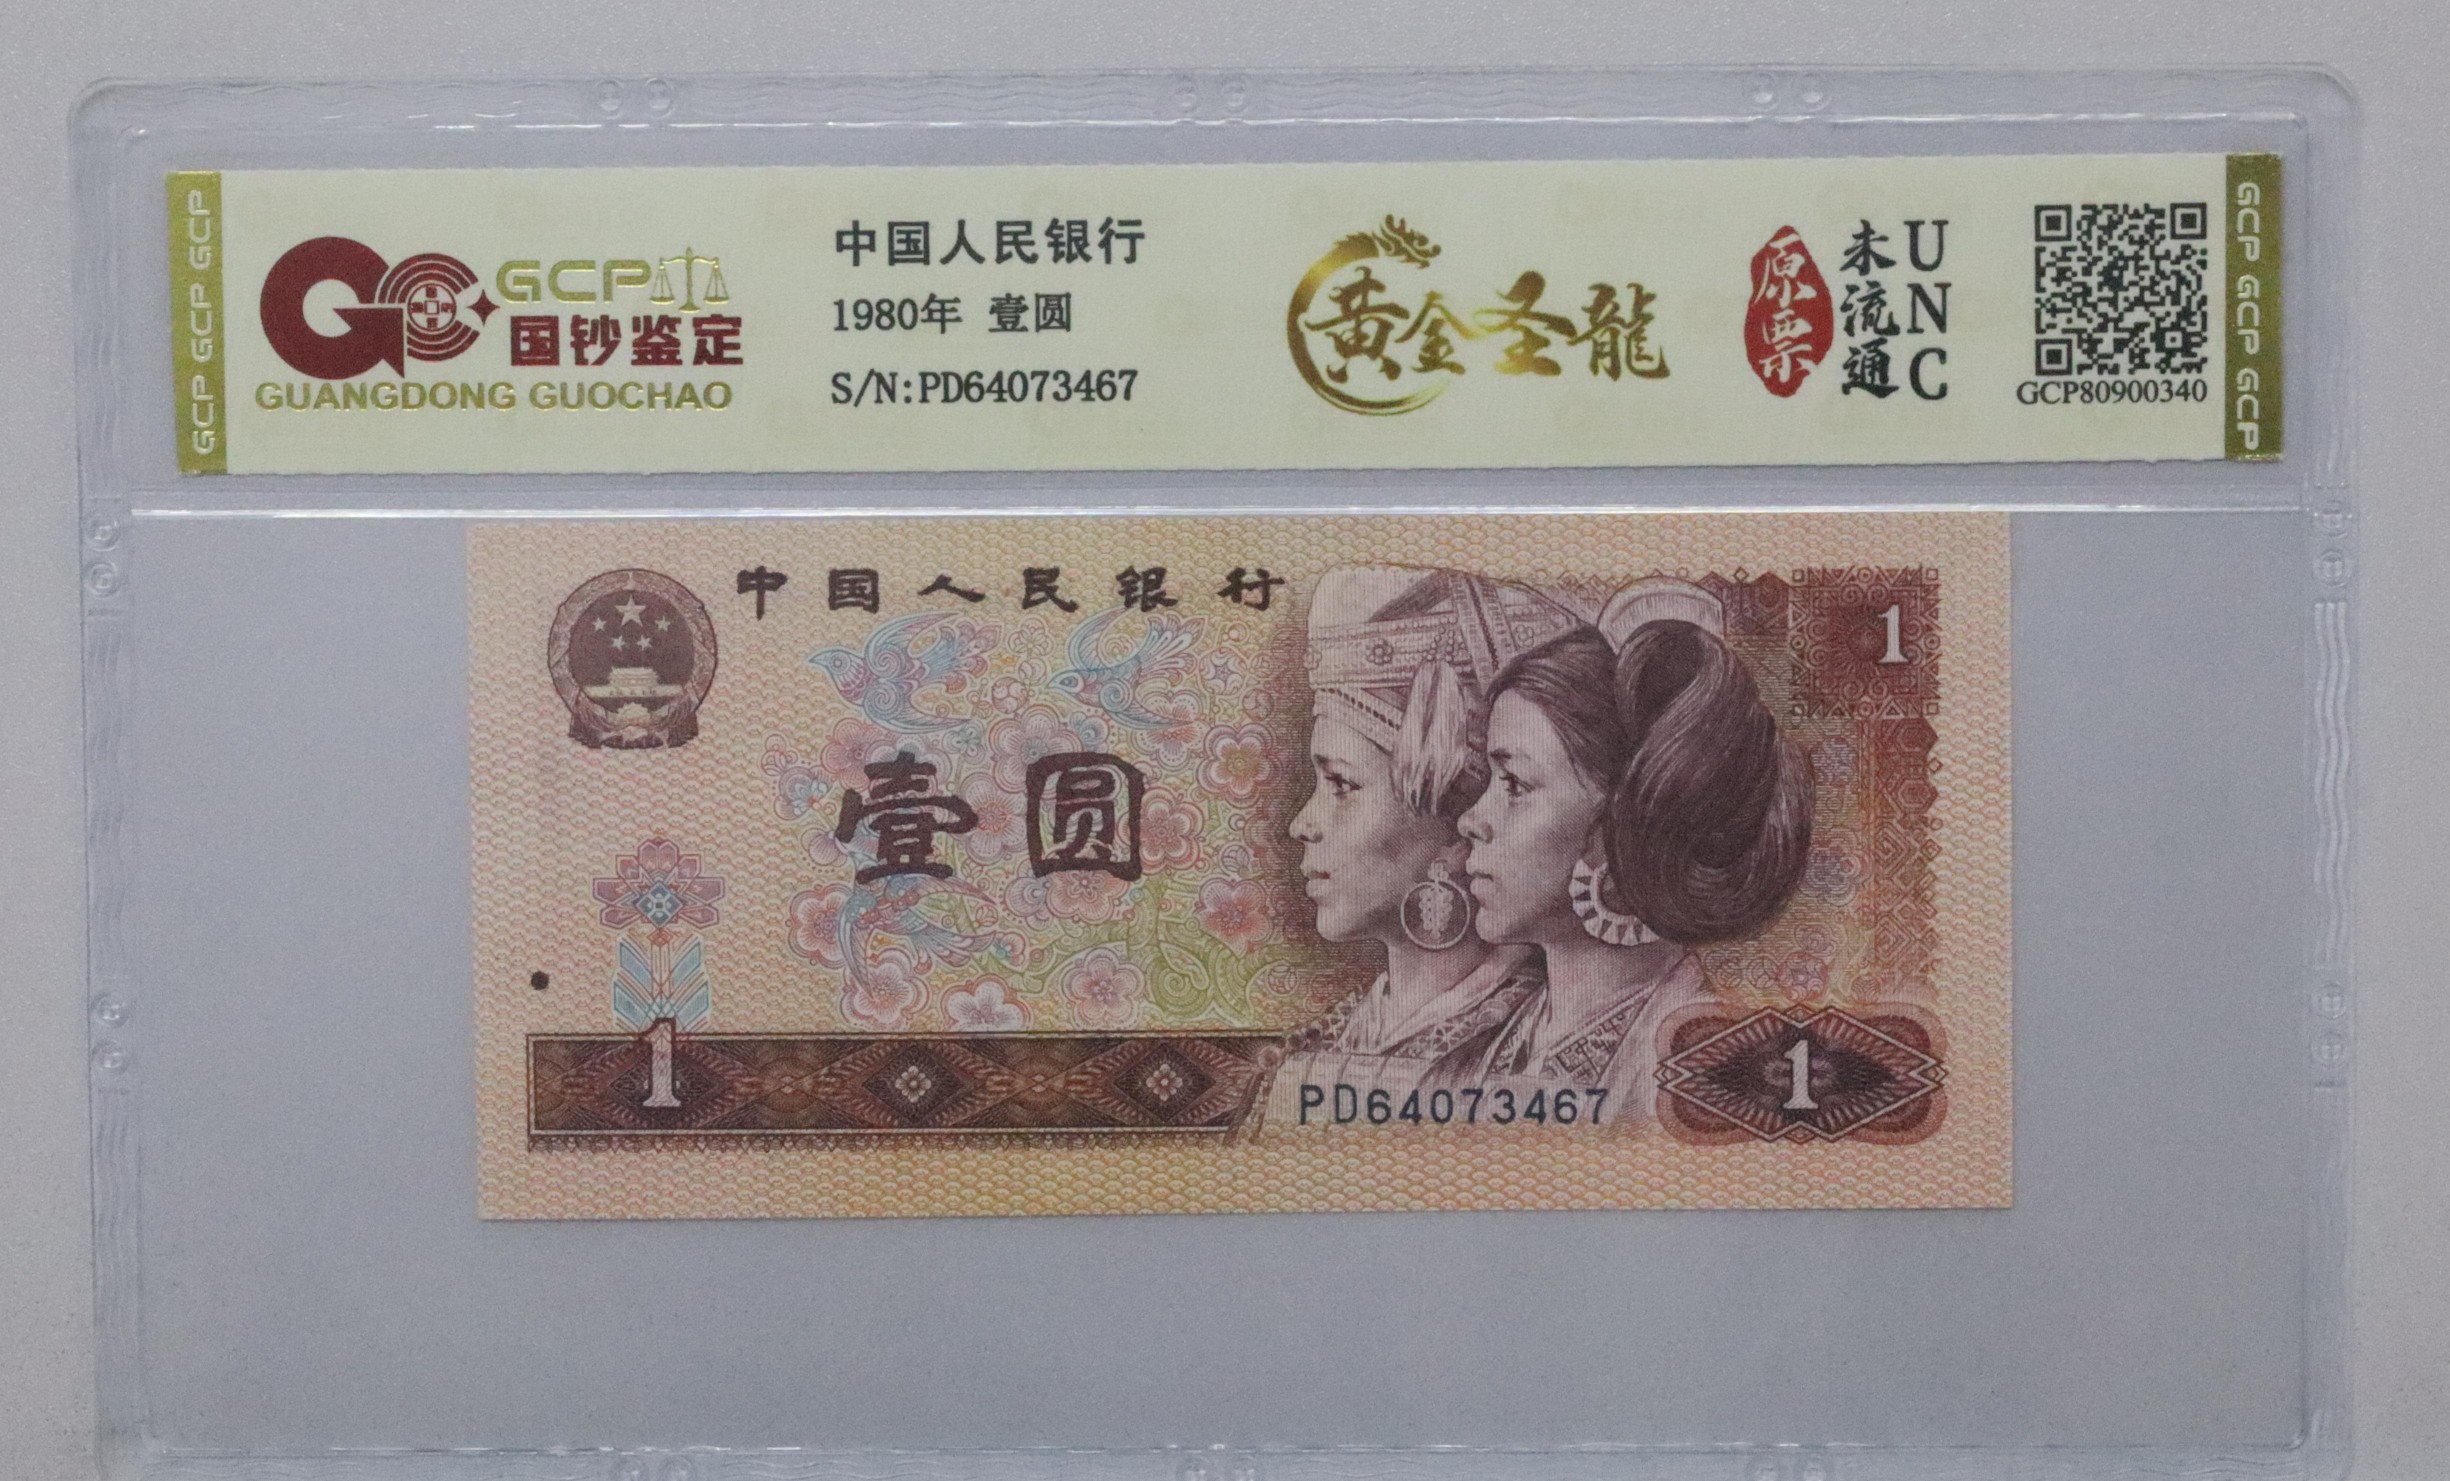 GCP GCP GCP
GCP
国钞鉴定
GUANGDONG GUOCHAO
中国人民银行
1980年 壹圆
S/N:PD64073467
黄金圣龍
原票
未流通
UNC
GCP80900340
GCP GCP GCP
中国人民银行
1
壹圆
1
PD64073467
1